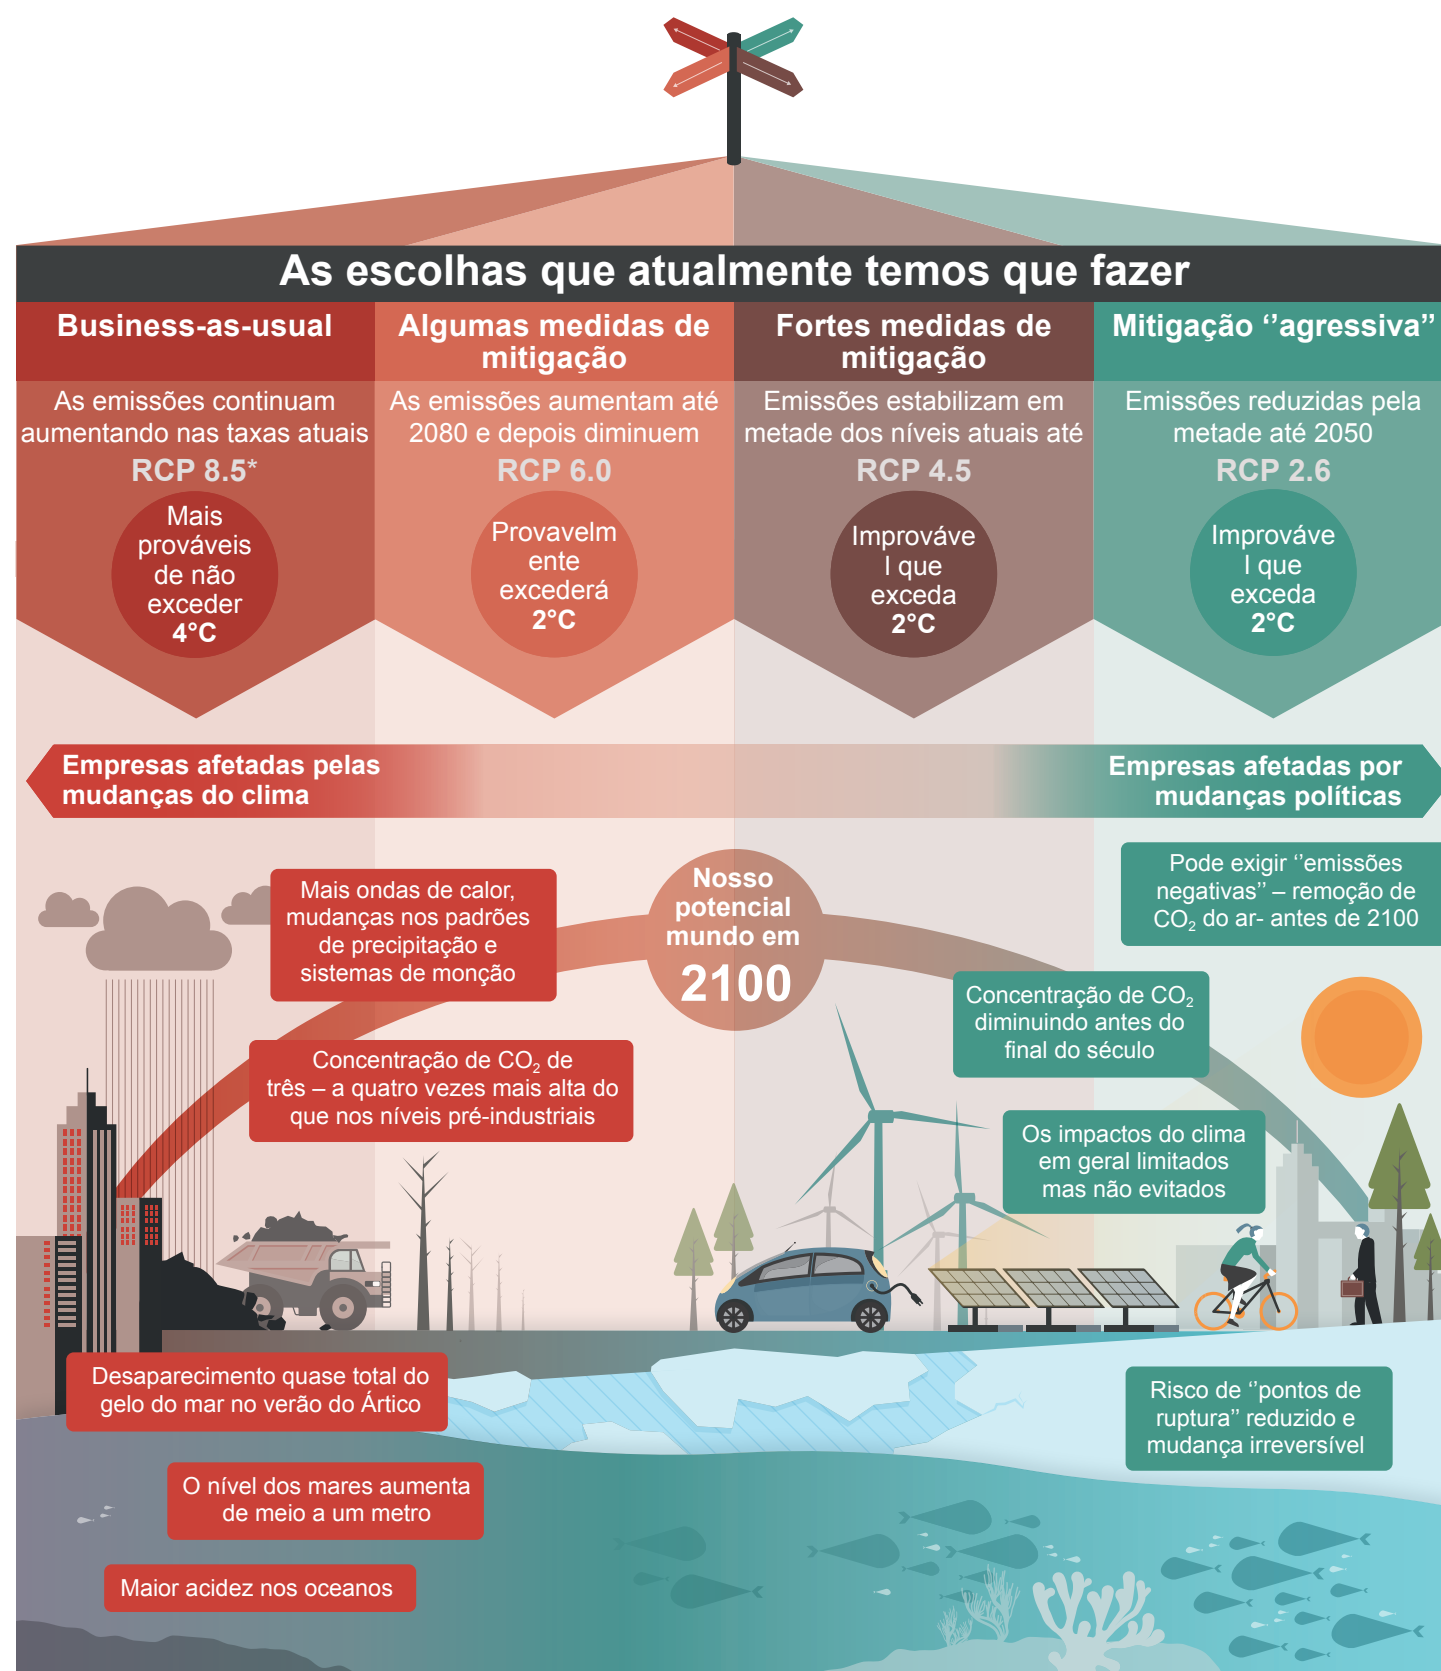 As escolhas que atualmente temos que fazer
Business-as-usual
As emissões continuam
aumentando nas taxas atuais
RCP 8.5*
Mais
prováveis
de não
exceder
4°C
Algumas medidas de
mitigação
As emissões aumentam até
2080 e depois diminuem
RCP 6.0
Provavelm
ente
excederá
2°C
Fortes medidas de
mitigação
Emissões estabilizam em
metade dos níveis atuais até
RCP 4.5
Improváve
l que
exceda
2°C
Mitigação ‘’agressiva’’
Emissões reduzidas pela
metade até 2050
RCP 2.6
Improváve
l que
exceda
2°C
Empresas afetadas pelas
mudanças do clima
Empresas afetadas por
mudanças políticas
Nosso
potencial
mundo em
2100
Mais ondas de calor,
mudanças nos padrões
de precipitação e
sistemas de monção
Concentração de CO₂ de
três – a quatro vezes mais alta do
que nos níveis pré-industriais
Pode exigir ‘’emissões
negativas’’ – remoção de
CO₂ do ar- antes de 2100
Concentração de CO₂
diminuindo antes do
final do século
Os impactos do clima
em geral limitados
mas não evitados
Desaparecimento quase total do
gelo do mar no verão do Ártico
O nível dos mares aumenta
de meio a um metro
Maior acidez nos oceanos
Risco de ‘’pontos de
ruptura’’ reduzido e
mudança irreversível